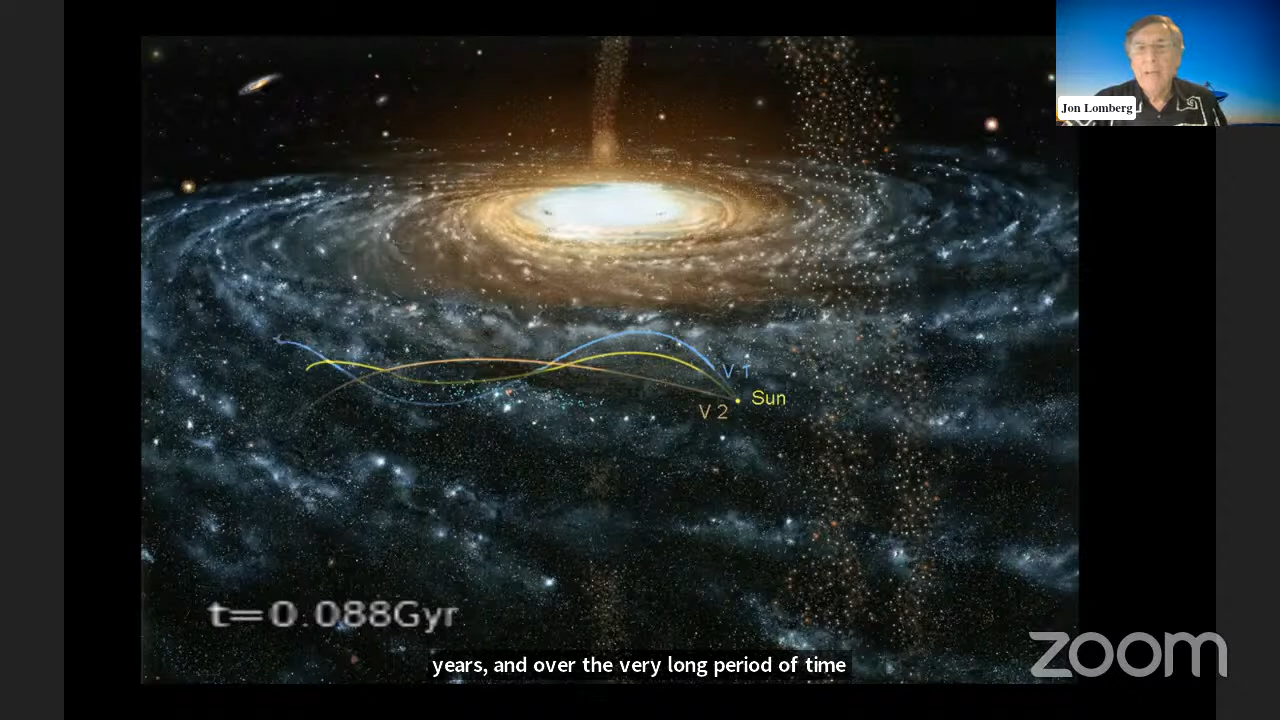 Jon Lomberg
V 1
Sun
V 2
t=0.088Gyr
zoom
years, and over the very long period of time